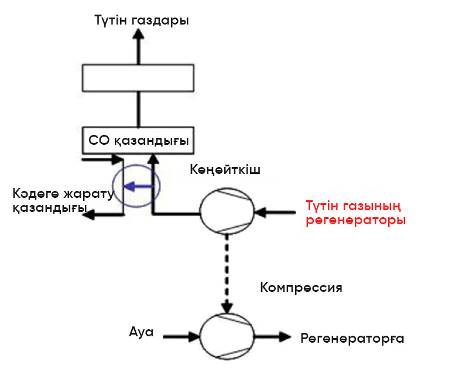 Түтін газдары
СО қазандығы
Кеңейткіш
Кәдеге жарату
қазандығы
Түтін газының
регенераторы
Компрессия
Ауа
Регенераторға